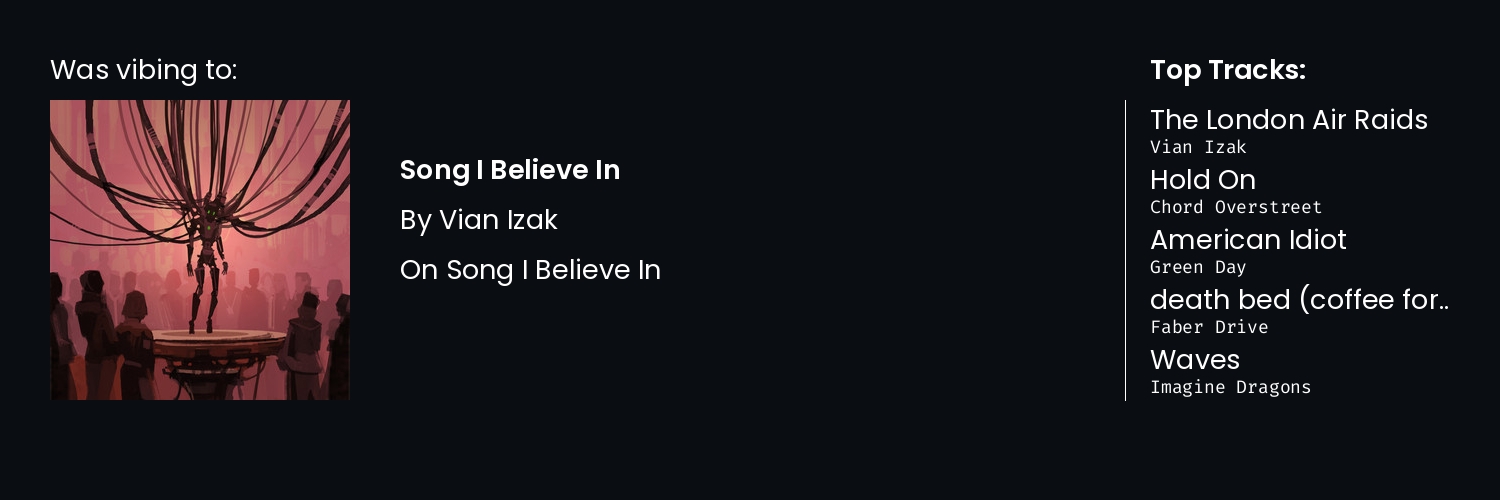 Was vibing to:
Song I Believe In
By Vian Izak
On Song I Believe In
Top Tracks:
The London Air Raids
Vian Izak
Hold On
Chord Overstreet
American Idiot
Green Day
death bed (coffee for..
Faber Drive
Waves
Imagine Dragons